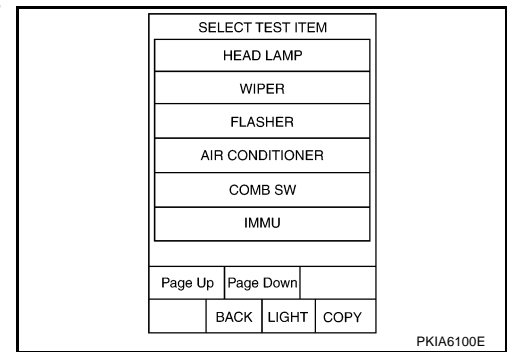 SELECT TEST ITEM
HEAD LAMP
WIPER
FLASHER
AIR CONDITIONER
COMB SW
IMMU
Page Up Page Down
BACK LIGHT COPY
PKIA6100E